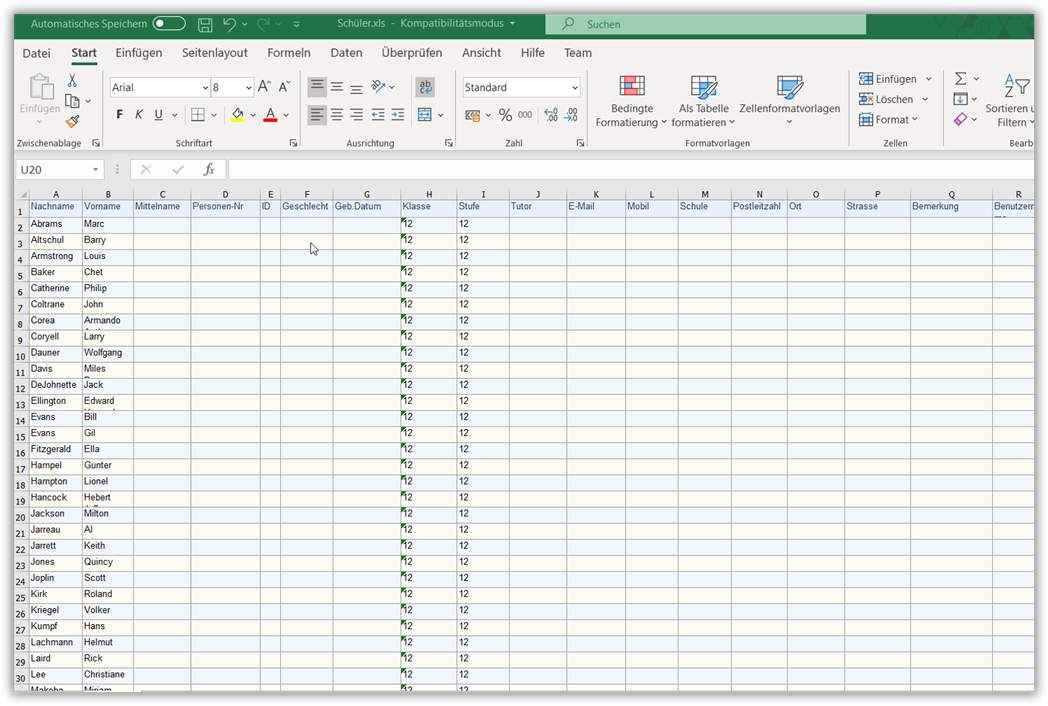 Automatisches Speichern Schüler.xls - Kompatibilitätsmodus Suchen
Datei Start Einfügen Seitenlayout Formeln Daten Überprüfen Ansicht Hilfe Team
Einfügen Arial 8 A A ab Standard Bedingte Formatierung Als Tabelle formatieren Zellenformatvorlagen Einfügen Löschen Format Σ Sortieren Filtern
F K U A % 000
Zwischenablage Schriftart Ausrichtung Zahl Formatvorlagen Zellen Bearb
U20 fx
A B C D E F G H I J K L M N O P Q R
1 Nachname Vorname Mittelname Personen-Nr ID Geschlecht Geb.Datum Klasse Stufe Tutor E-Mail Mobil Schule Postleitzahl Ort Strasse Bemerkung
2 Abrams Marc 12 12
3 Altschul Barry 12 12
4 Armstrong Louis 12 12
5 Baker Chet 12 12
6 Catherine Philip 12 12
7 Coltrane John 12 12
8 Corea Armando 12 12
9 Coryell Larry 12 12
10 Dauner Wolfgang 12 12
11 Davis Miles 12 12
12 DeJohnette Jack 12 12
13 Ellington Edward 12 12
14 Evans Bill 12 12
15 Evans Gil 12 12
16 Fitzgerald Ella 12 12
17 Hampel Gunter 12 12
18 Hampton Lionel 12 12
19 Hancock Hebert 12 12
20 Jackson Milton 12 12
21 Jarreau Al 12 12
22 Jarrett Keith 12 12
23 Jones Quincy 12 12
24 Joplin Scott 12 12
25 Kirk Roland 12 12
26 Kriegel Volker 12 12
27 Kumpf Hans 12 12
28 Lachmann Helmut 12 12
29 Laird Rick 12 12
30 Lee Christiane 12 12
Makeba Miriam 12 12